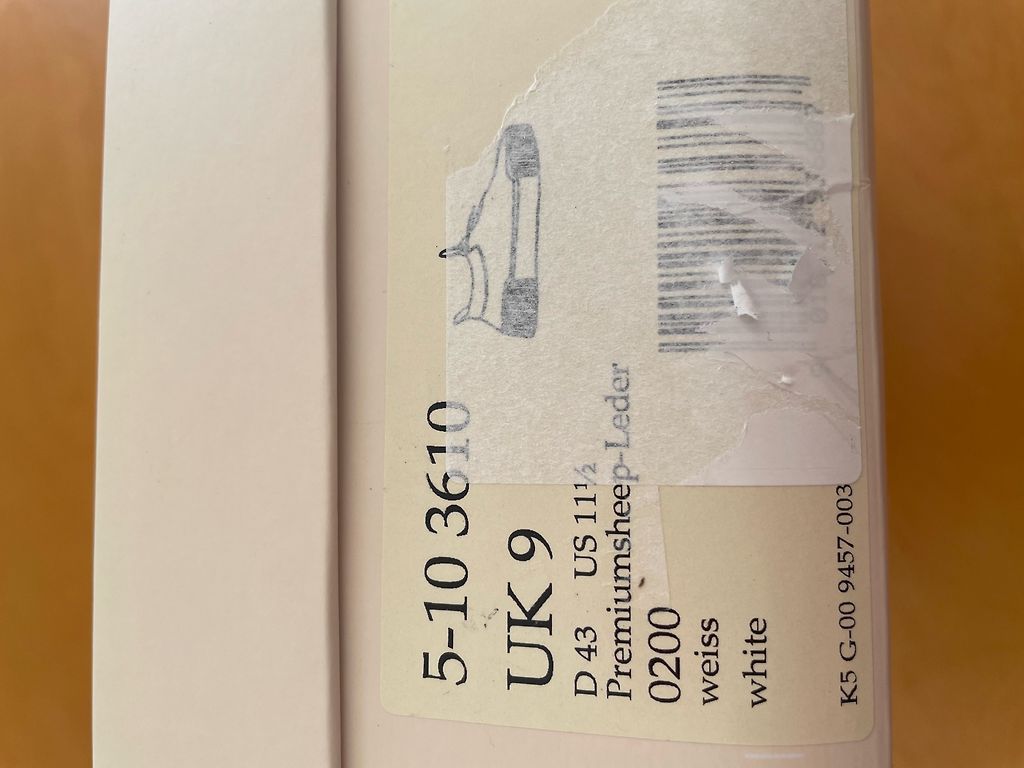 5-10 3610
UK 9
D 43 US 11½
Premiumsheep-Leder
0200
weiss
white
K5 G-00 9457-003